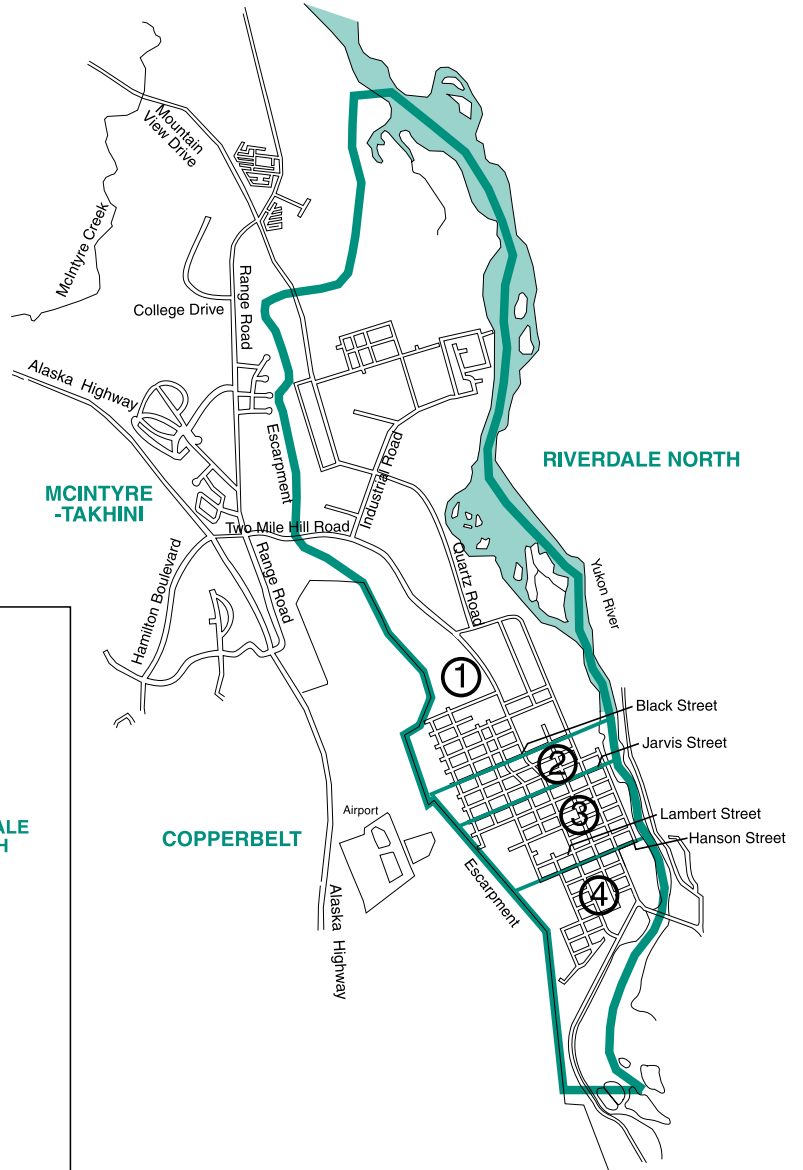 Mountain
View Drive
McIntyre Creek
College Drive
Range Road
Alaska Highway
Escarpment
Industrial Road
RIVERDALE NORTH
MCINTYRE
-TAKHINI
Two Mile Hill Road
Range Road
Quartz Road
Yukon River
Hamilton Boulevard
1
Black Street
2
Jarvis Street
Airport
3
Lambert Street
COPPERBELT
Hanson Street
ALE
H
Escarpment
4
Alaska Highway